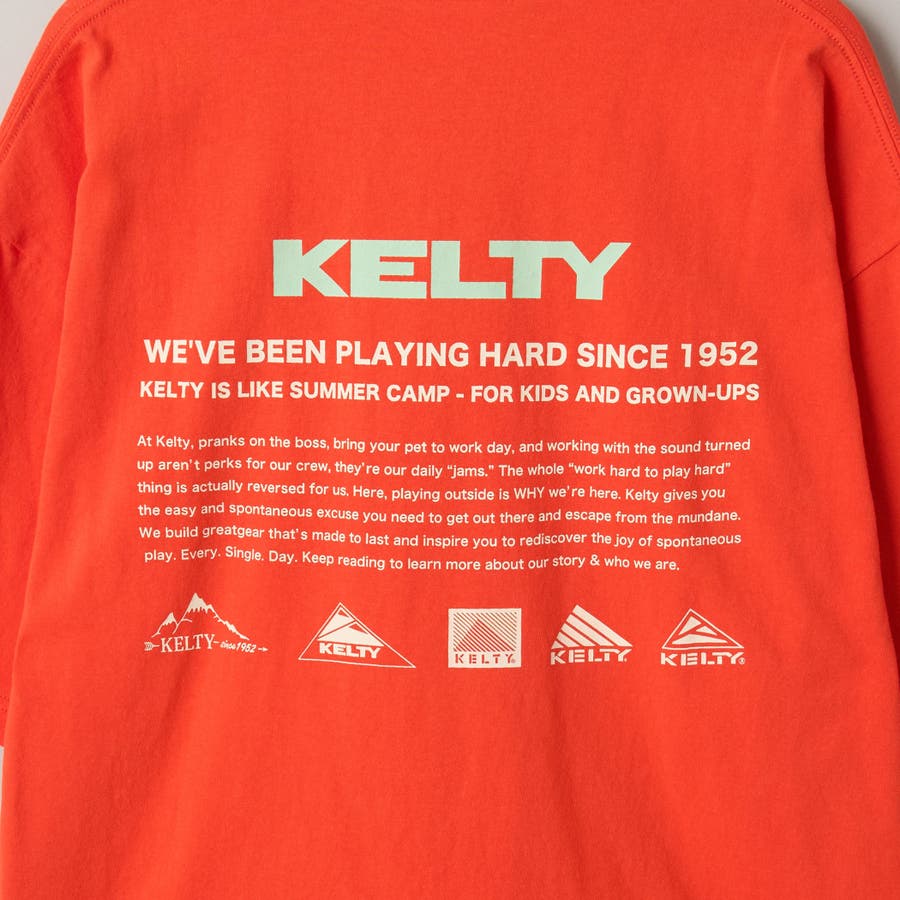 KELTY
WE'VE BEEN PLAYING HARD SINCE 1952
KELTY IS LIKE SUMMER CAMP - FOR KIDS AND GROWN-UPS
At Kelty, pranks on the boss, bring your pet to work day, and working with the sound turned
up aren't perks for our crew, they're our daily "jams." The whole "work hard to play hard"
thing is actually reversed for us. Here, playing outside is WHY we're here. Kelty gives you
the easy and spontaneous excuse you need to get out there and escape from the mundane.
We build greatgear that's made to last and inspire you to rediscover the joy of spontaneous
play. Every. Single. Day. Keep reading to learn more about our story & who we are.
KELTY since 1952
KELTY
KELTY®
KELTY®
KELTY®